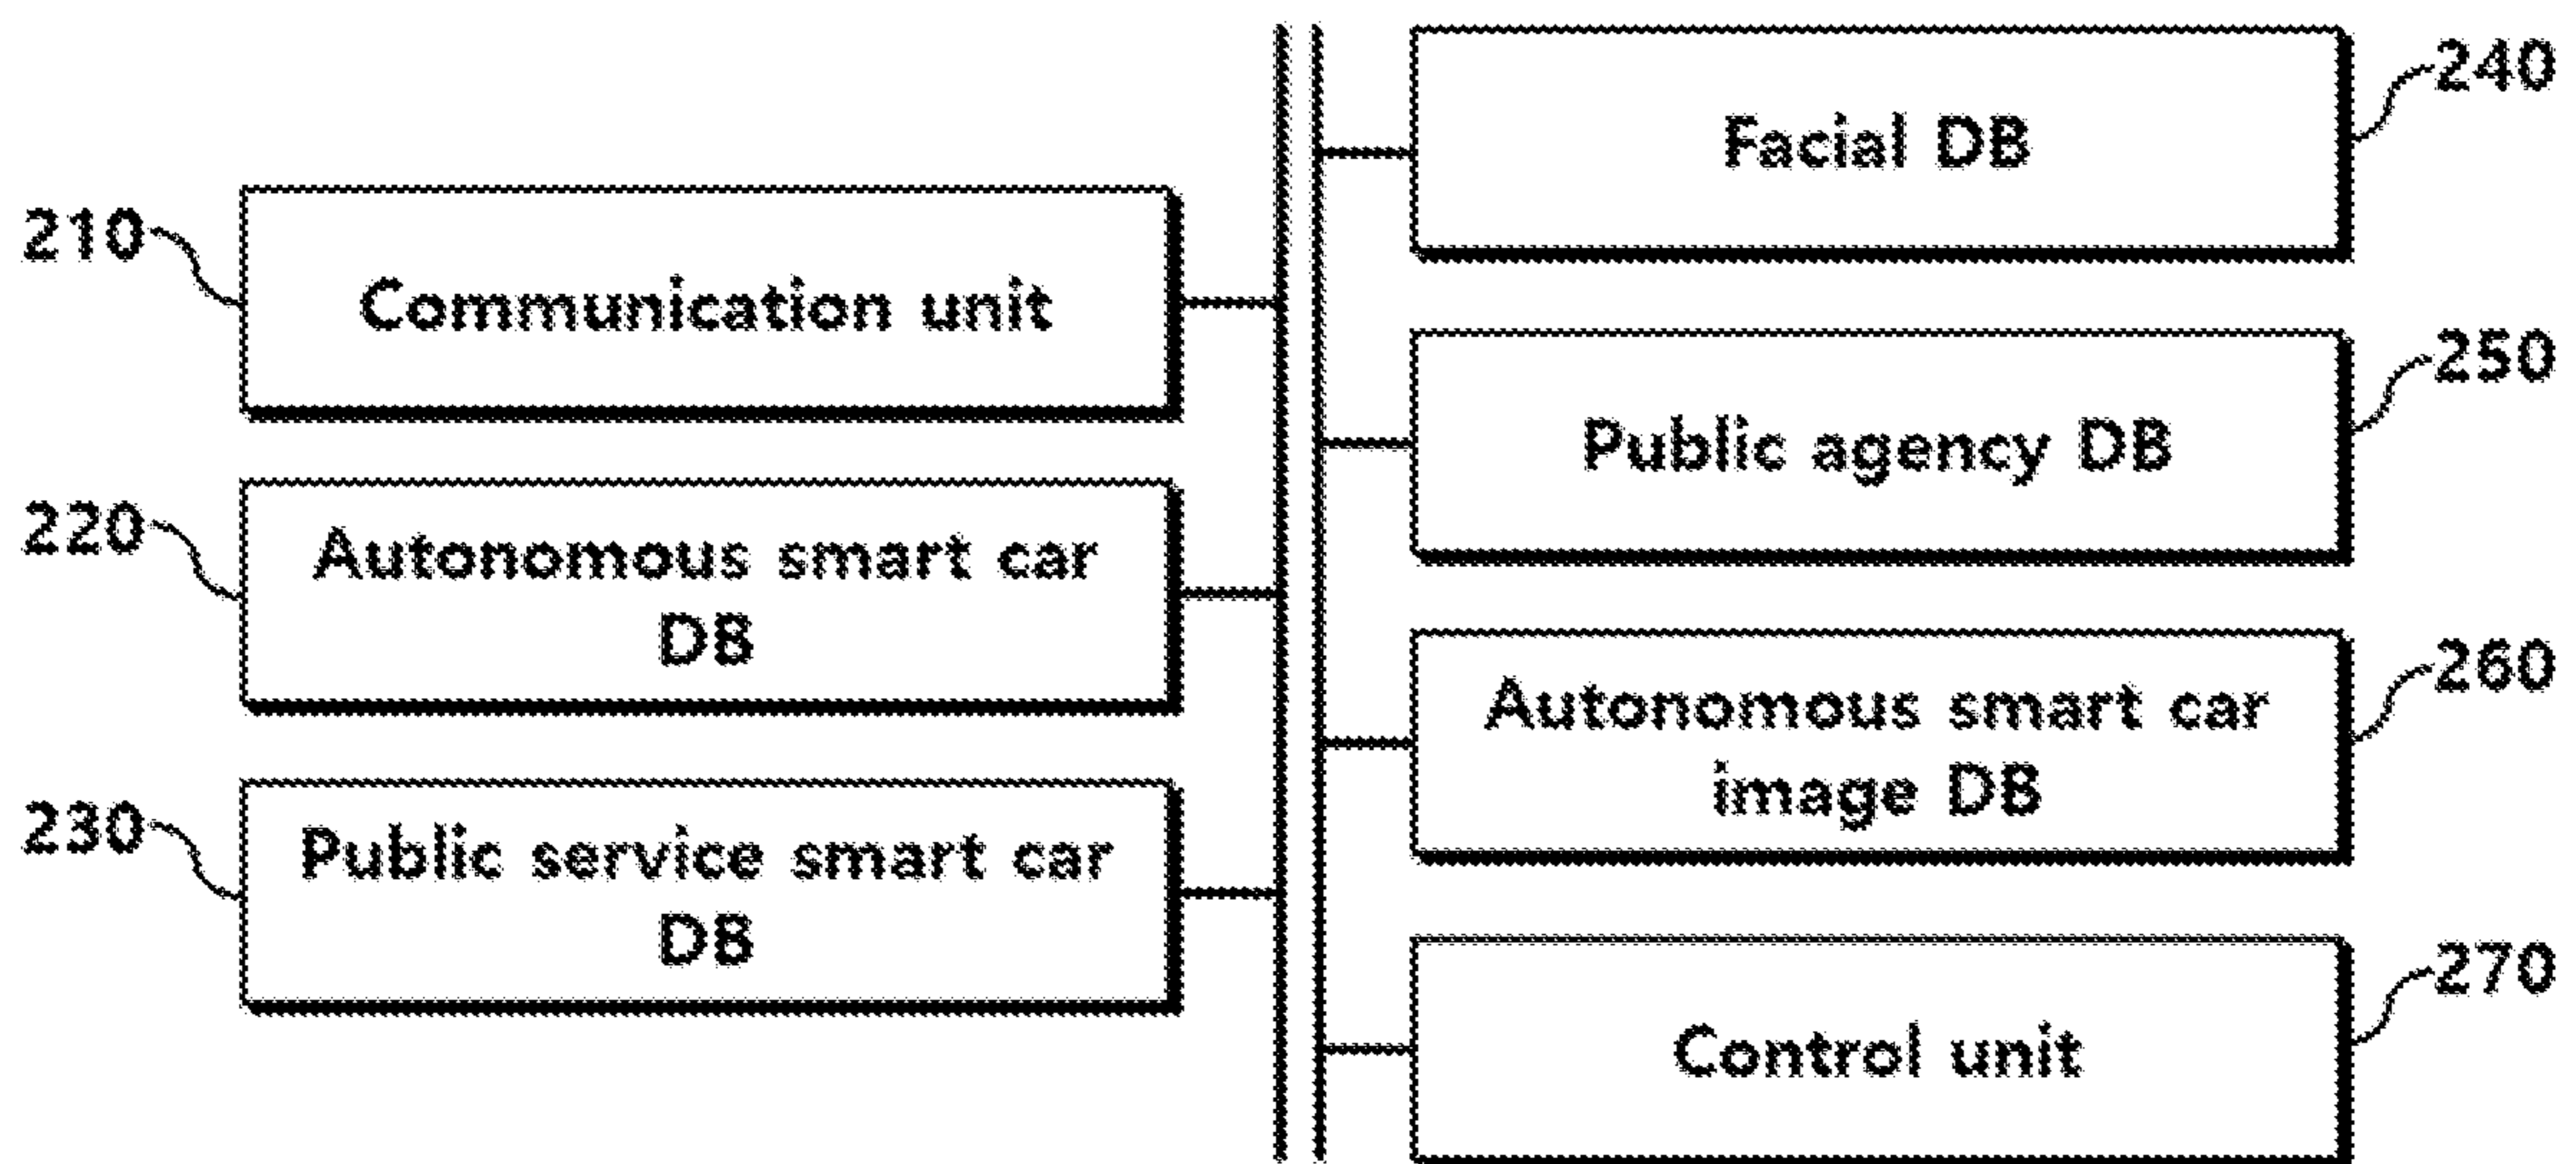 210
Communication unit
220
Autonomous smart car
DB
230
Public service smart car
DB
240
Facial DB
250
Public agency DB
260
Autonomous smart car
image DB
270
Control unit